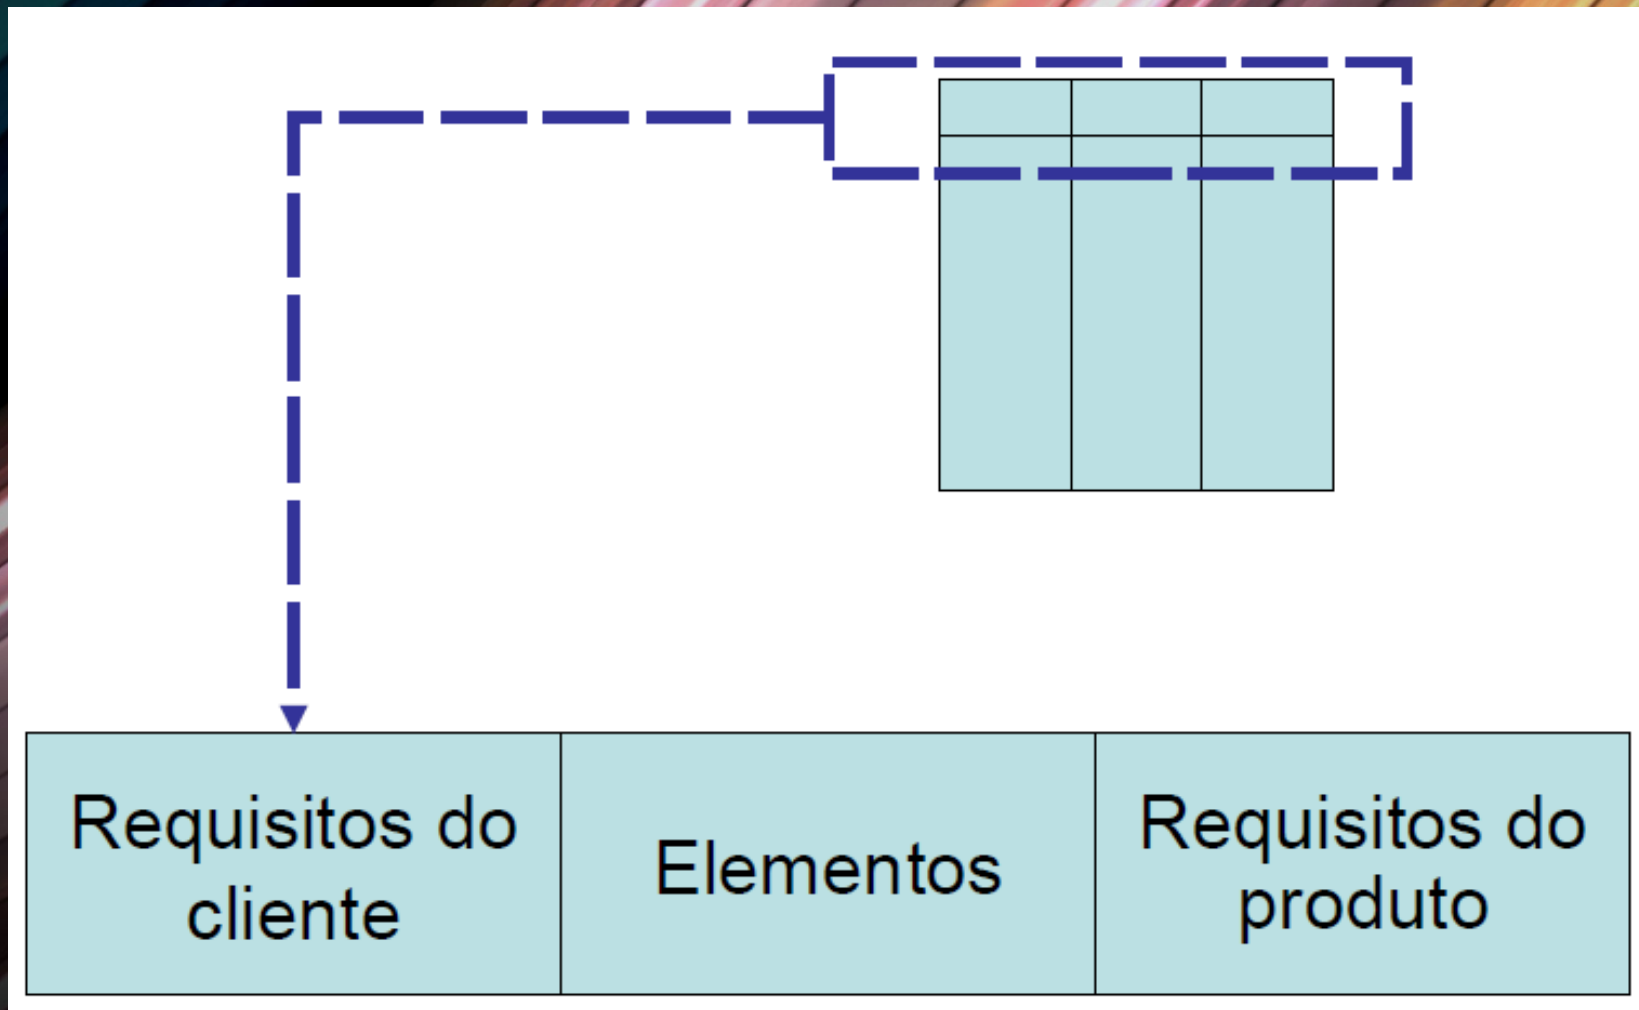 Requisitos do
cliente
Elementos
Requisitos do
produto